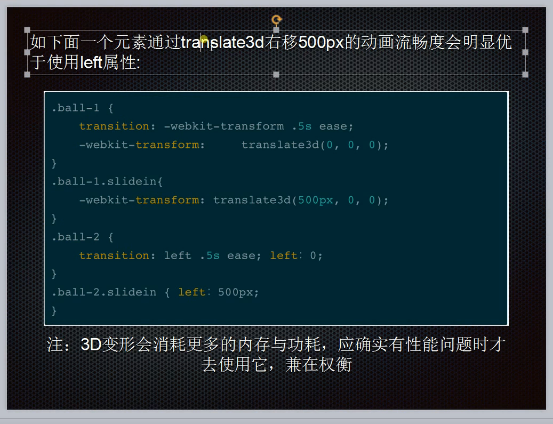 如下面一个元素通过translate3d右移500px的动画流畅度会明显优
于使用left属性:
.ball-1 {
transition: -webkit-transform .5s ease;
-webkit-transform: translate3d(0, 0, 0);
}
.ball-1.slidein{
-webkit-transform: translate3d(500px, 0, 0);
}
.ball-2 {
transition: left .5s ease; left：0;
}
.ball-2.slidein { left：500px;
}
注：3D变形会消耗更多的内存与功耗，应确实有性能问题时才
去使用它，兼在权衡